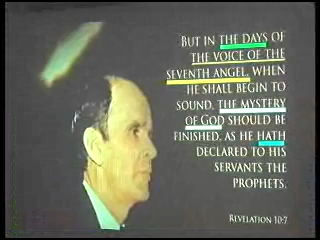 BUT IN THE DAYS OF
THE VOICE OF THE
SEVENTH ANGEL, WHEN
HE SHALL BEGIN TO
SOUND, THE MYSTERY
OF GOD SHOULD BE
FINISHED, AS HE HATH
DECLARED TO HIS
SERVANTS THE
PROPHETS.
REVELATION 10:7